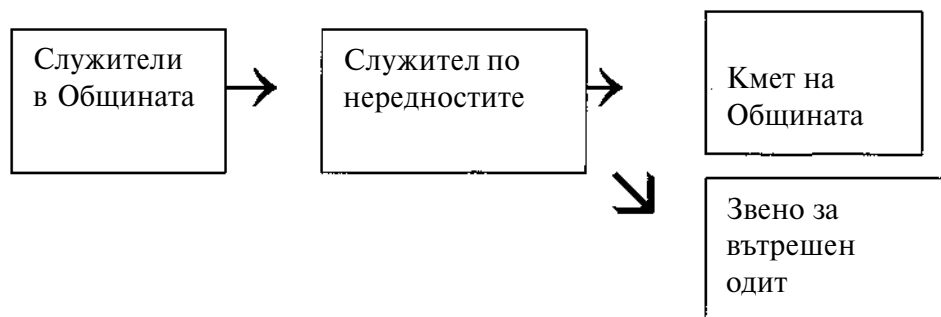 Служители
в Общината
Служител по
нередностите
Кмет на
Общината
Звено за
вътрешен
одит